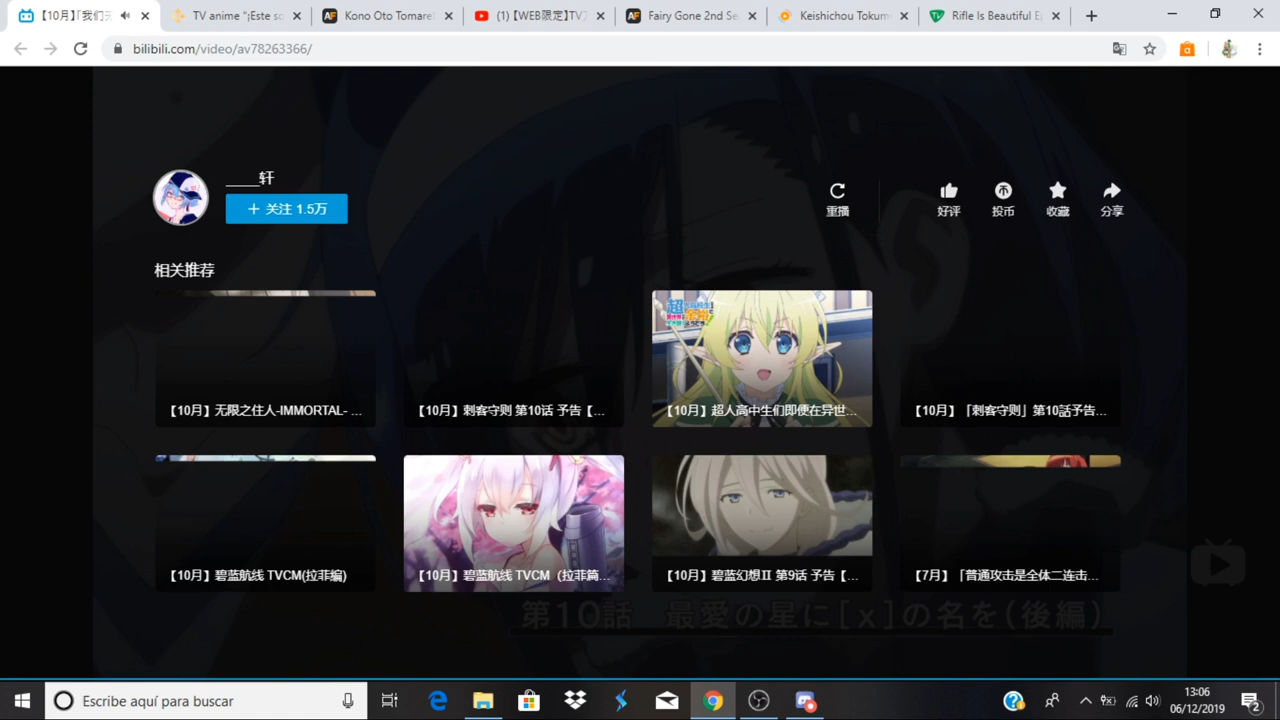 【10月】「我们无
TV anime "¡Este so
Kono Oto Tomare!
(1) 【WEB限定】TVア
Fairy Gone 2nd Se
Keishichou Tokum
Rifle Is Beautiful Ep
bilibili.com/video/av78263366/
____轩
+ 关注 1.5万
重播
好评
投币
收藏
分享
相关推荐
【10月】无限之住人-IMMORTAL- ...
【10月】刺客守则 第10话 予告【...
【10月】超人高中生们即便在异世...
【10月】「刺客守则」第10話予告...
【10月】碧蓝航线 TVCM(拉菲编)
【10月】碧蓝航线 TVCM（拉菲篇...
【10月】碧蓝幻想Ⅱ 第9话 予告【...
【7月】「普通攻击是全体二连击...
第10話 最愛の星に[x]の名を(後編)
Escribe aquí para buscar
13:06
06/12/2019
2